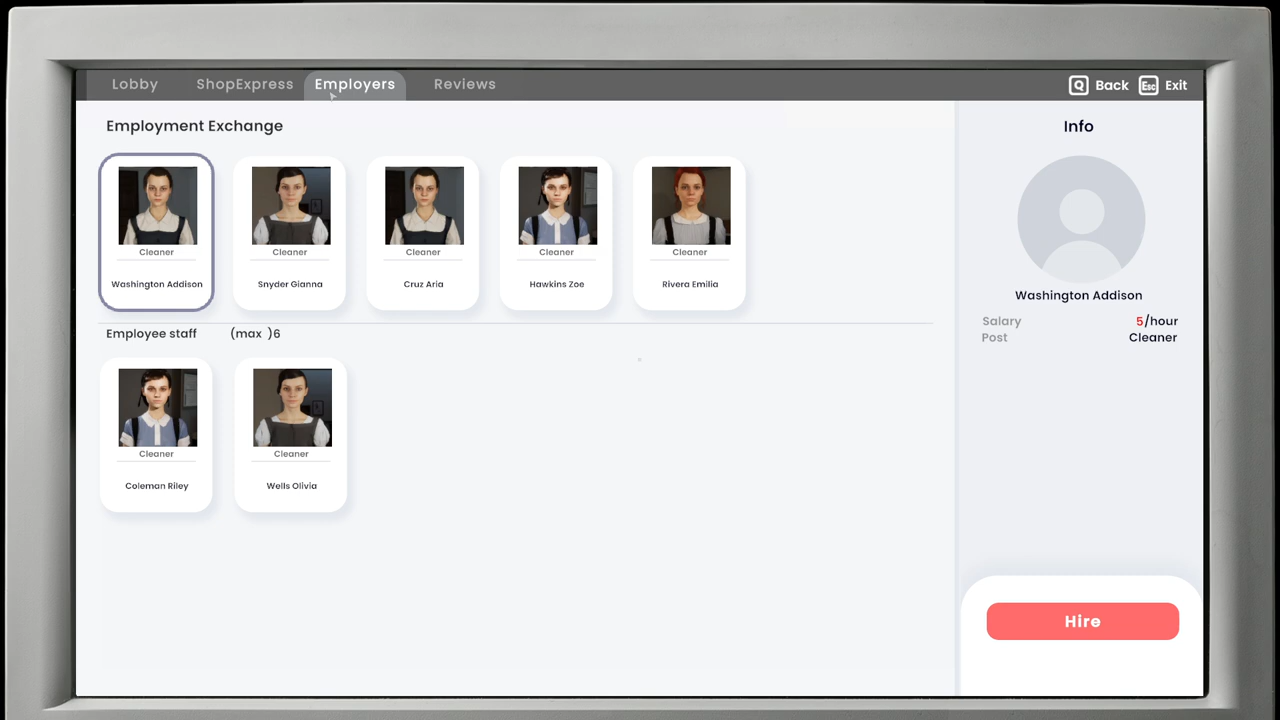 Lobby ShopExpress Employers Reviews Q Back Esc Exit
Employment Exchange
Cleaner Cleaner Cleaner Cleaner Cleaner
Washington Addison Snyder Gianna Cruz Aria Hawkins Zoe Rivera Emilia
Employee staff (max )6
Cleaner Cleaner
Coleman Riley Wells Olivia
Info
Washington Addison
Salary 5/hour
Post Cleaner
Hire